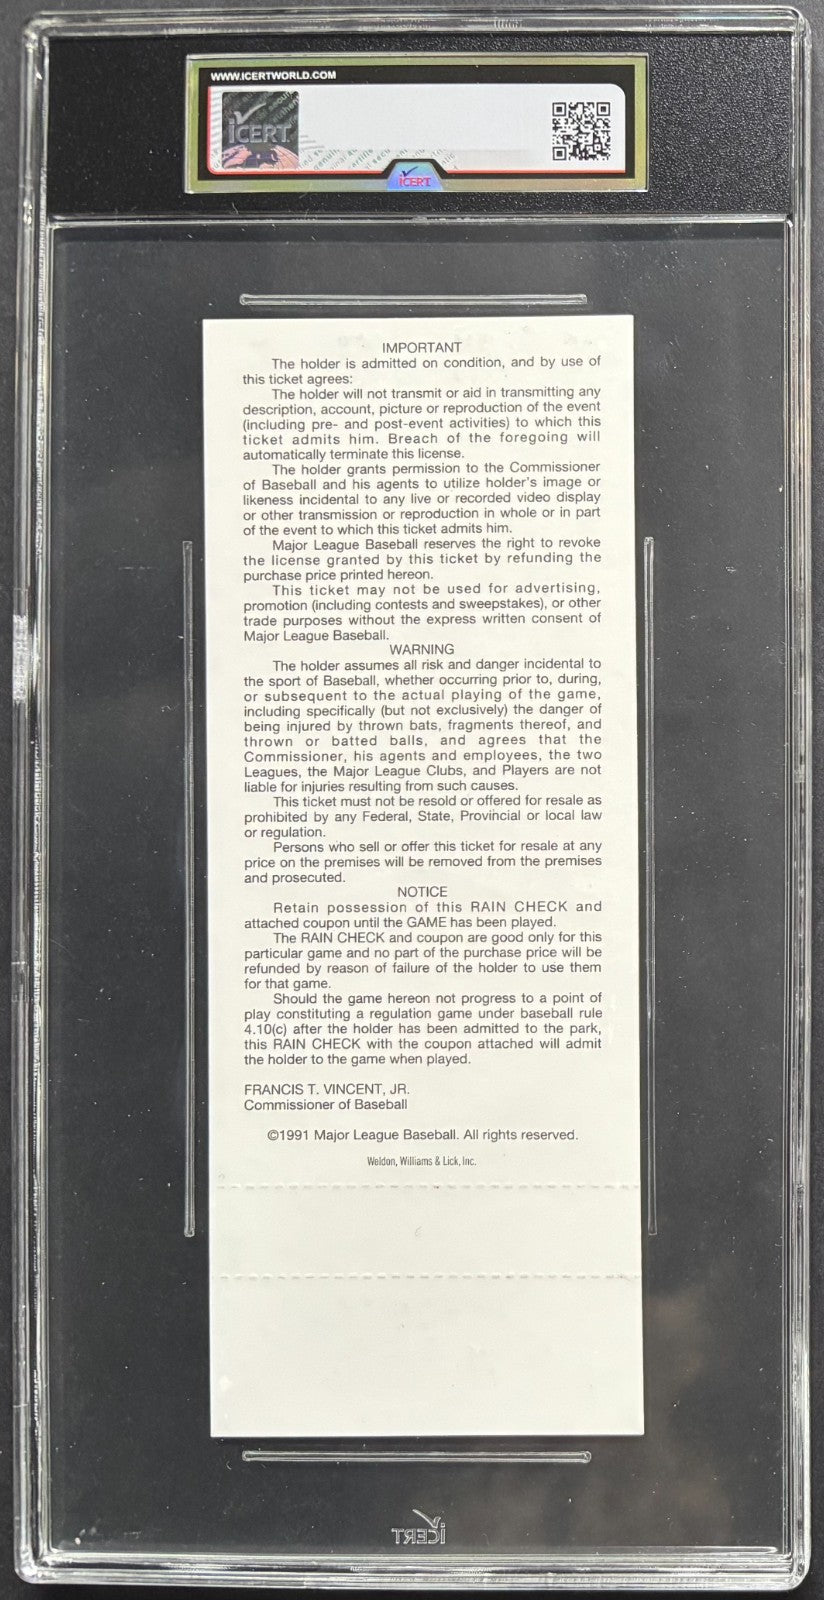 WWW.ICERTWORLD.COM
iCERT
iCERT
IMPORTANT
The holder is admitted on condition, and by use of
this ticket agrees:
The holder will not transmit or aid in transmitting any
description, account, picture or reproduction of the event
(including pre- and post-event activities) to which this
ticket admits him. Breach of the foregoing will
automatically terminate this license.
The holder grants permission to the Commissioner
of Baseball and his agents to utilize holder's image or
likeness incidental to any live or recorded video display
or other transmission or reproduction in whole or in part
of the event to which this ticket admits him.
Major League Baseball reserves the right to revoke
the license granted by this ticket by refunding the
purchase price printed hereon.
This ticket may not be used for advertising,
promotion (including contests and sweepstakes), or other
trade purposes without the express written consent of
Major League Baseball.
WARNING
The holder assumes all risk and danger incidental to
the sport of Baseball, whether occurring prior to, during,
or subsequent to the actual playing of the game,
including specifically (but not exclusively) the danger of
being injured by thrown bats, fragments thereof, and
thrown or batted balls, and agrees that the
Commissioner, his agents and employees, the two
Leagues, the Major League Clubs, and Players are not
liable for injuries resulting from such causes.
This ticket must not be resold or offered for resale as
prohibited by any Federal, State, Provincial or local law
or regulation.
Persons who sell or offer this ticket for resale at any
price on the premises will be removed from the premises
and prosecuted.
NOTICE
Retain possession of this RAIN CHECK and
attached coupon until the GAME has been played.
The RAIN CHECK and coupon are good only for this
particular game and no part of the purchase price will be
refunded by reason of failure of the holder to use them
for that game.
Should the game hereon not progress to a point of
play constituting a regulation game under baseball rule
4.10(c) after the holder has been admitted to the park,
this RAIN CHECK with the coupon attached will admit
the holder to the game when played.
FRANCIS T. VINCENT, JR.
Commissioner of Baseball
©1991 Major League Baseball. All rights reserved.
Weldon, Williams & Lick, Inc.
iCERT